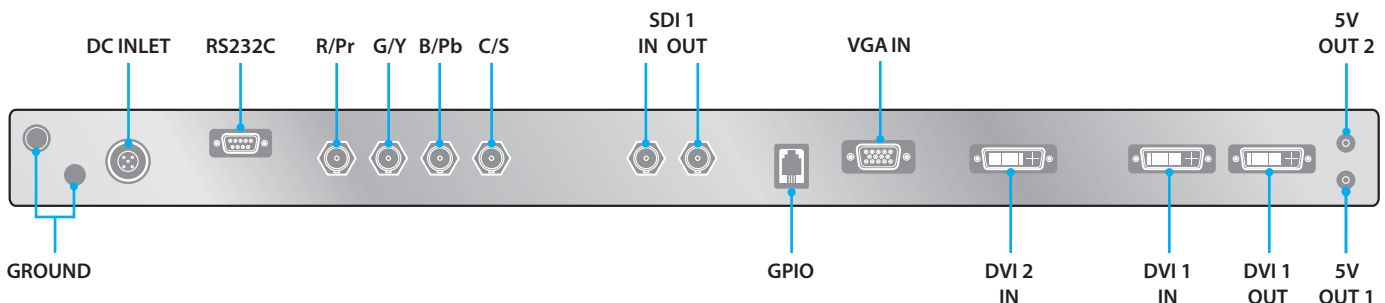 SDI 1
5V
DC INLET RS232C R/Pr G/Y B/Pb C/S IN OUT VGA IN OUT 2
GROUND GPIO DVI 2 DVI 1 DVI 1 5V
IN IN OUT OUT 1